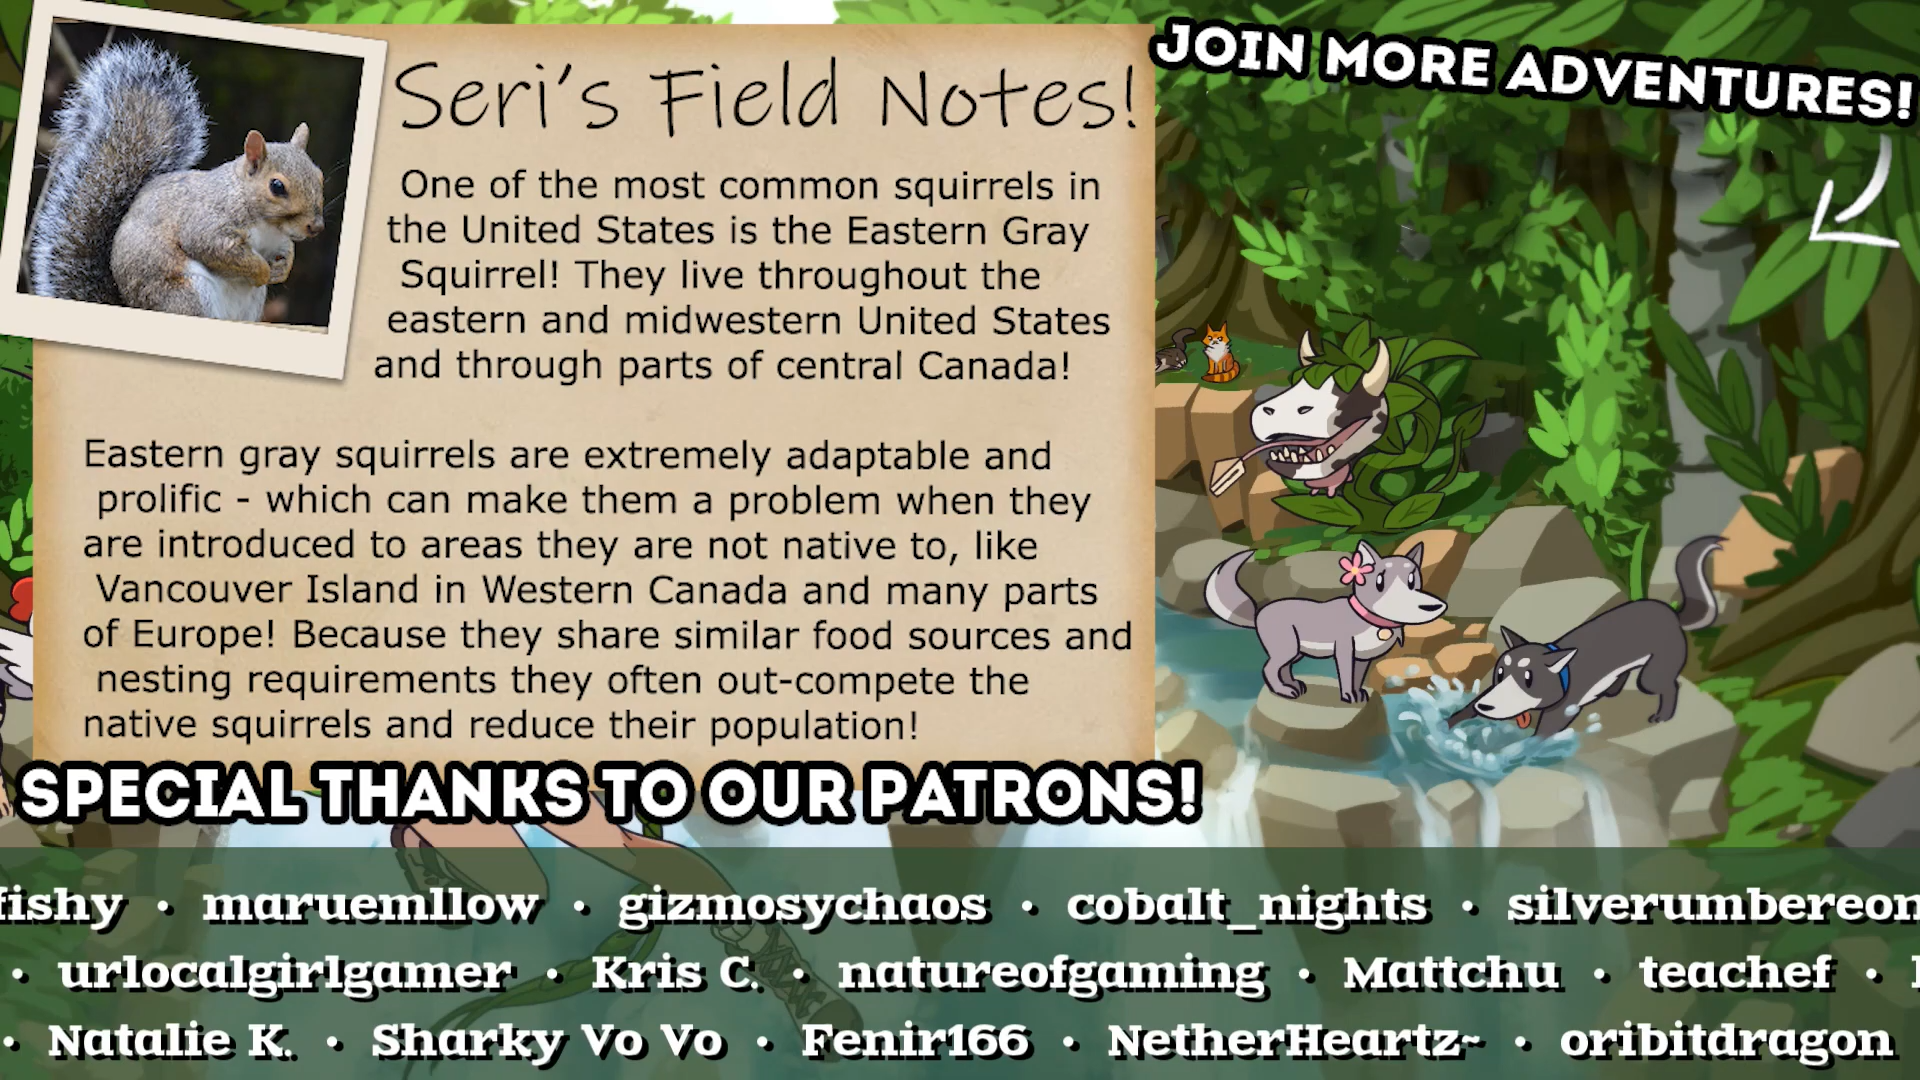 Seri's Field Notes!
JOIN MORE ADVENTURES!
One of the most common squirrels in
the United States is the Eastern Gray
Squirrel! They live throughout the
eastern and midwestern United States
and through parts of central Canada!
Eastern gray squirrels are extremely adaptable and
prolific - which can make them a problem when they
are introduced to areas they are not native to, like
Vancouver Island in Western Canada and many parts
of Europe! Because they share similar food sources and
nesting requirements they often out-compete the
native squirrels and reduce their population!
SPECIAL THANKS TO OUR PATRONS!
fishy • maruemllow • gizmosychaos • cobalt_nights • silverumbereon
• urlocalgirlgamer • Kris C. • natureofgaming • Mattchu • teachef •
• Natalie K. • Sharky Vo Vo • Fenir166 • NetherHeartz~ • oribitdragon